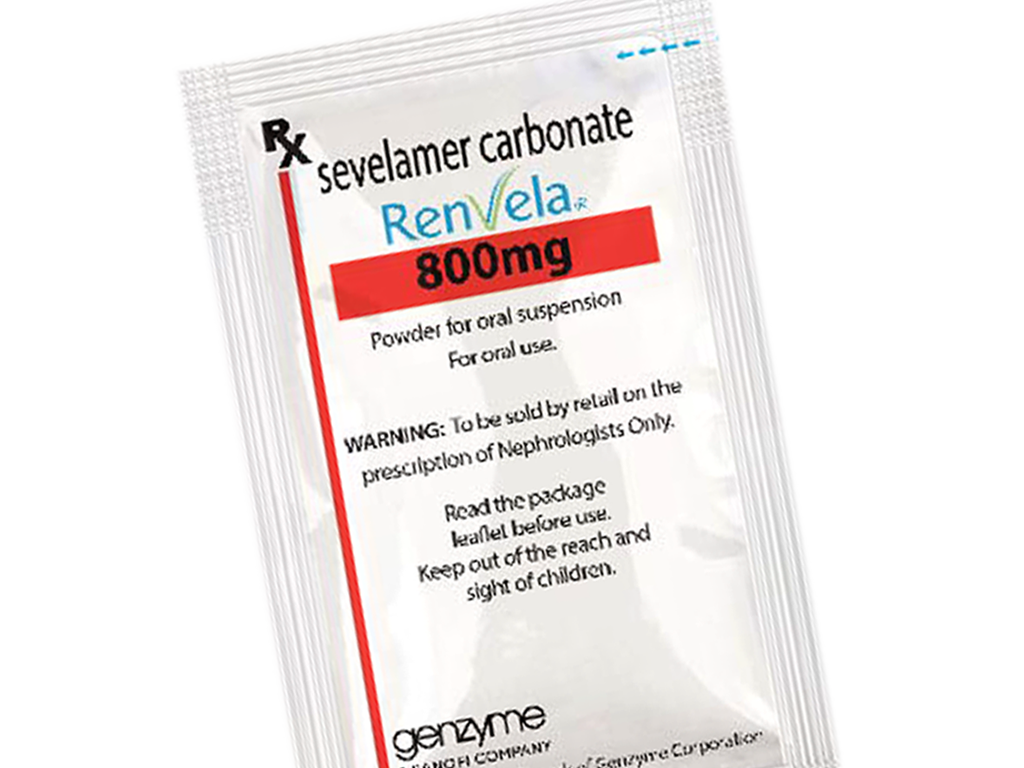 Rx
sevelamer carbonate
Renvela®
800mg
Powder for oral suspension
For oral use.
WARNING: To be sold by retail on the
prescription of Nephrologists Only.
Read the package
leaflet before use.
Keep out of the reach and
sight of children.
genzyme
SANOFI COMPANY
of Genzyme Corporation